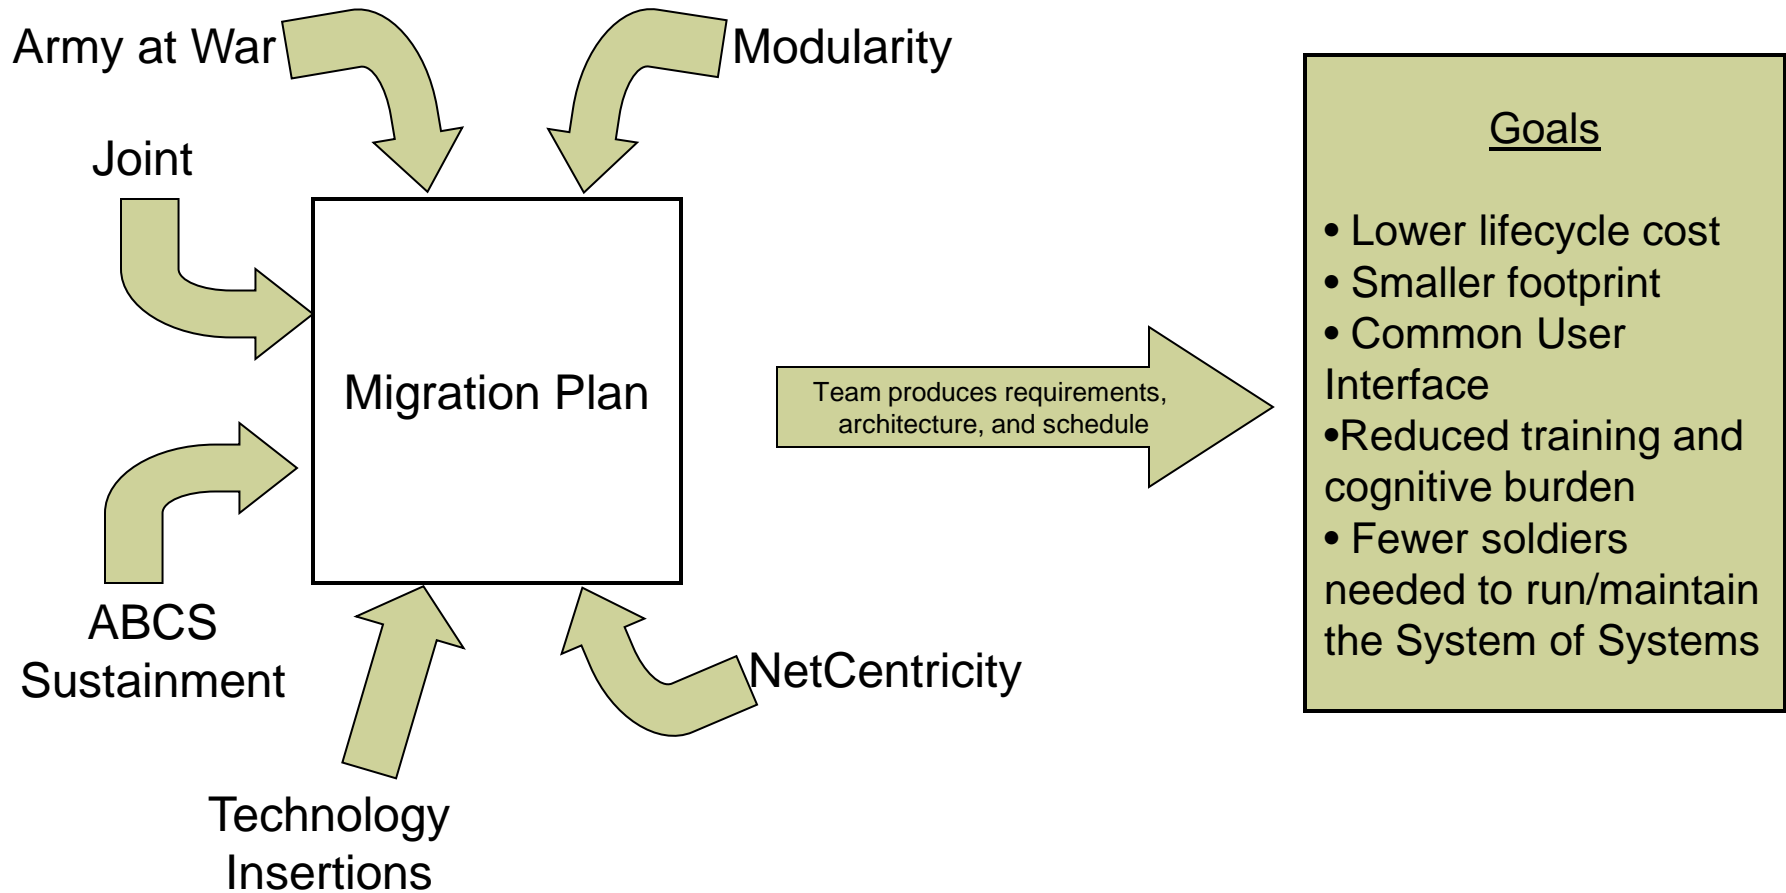 Army at War
Modularity
Joint
Migration Plan
ABCS
Sustainment
Technology
Insertions
NetCentricity
Team produces requirements,
architecture, and schedule
Goals
• Lower lifecycle cost
• Smaller footprint
• Common User
Interface
•Reduced training and
cognitive burden
• Fewer soldiers
needed to run/maintain
the System of Systems